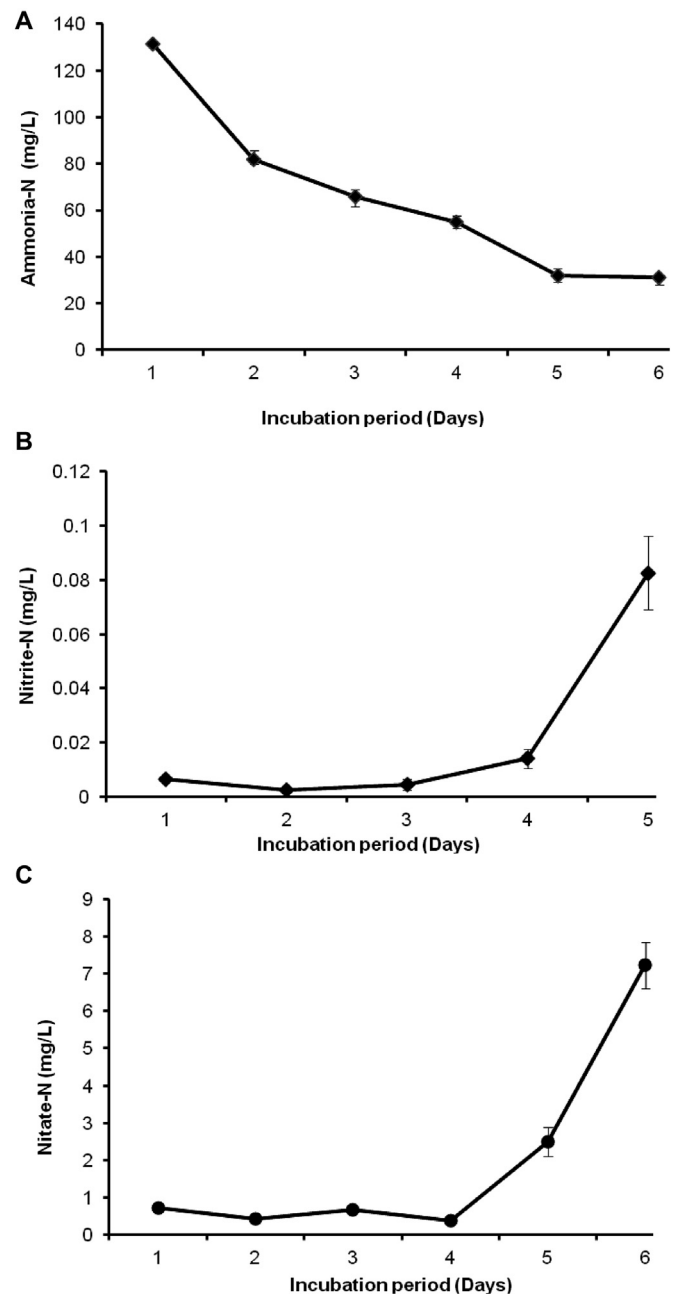 A
140
120
100
80
60
40
20
0
Ammonia-N (mg/L)
1 2 3 4 5 6
Incubation period (Days)
B
0.12
0.1
0.08
0.06
0.04
0.02
0
Nitrite-N (mg/L)
1 2 3 4 5
Incubation period (Days)
C
9
8
7
6
5
4
3
2
1
0
Nitate-N (mg/L)
1 2 3 4 5 6
Incubation period (Days)